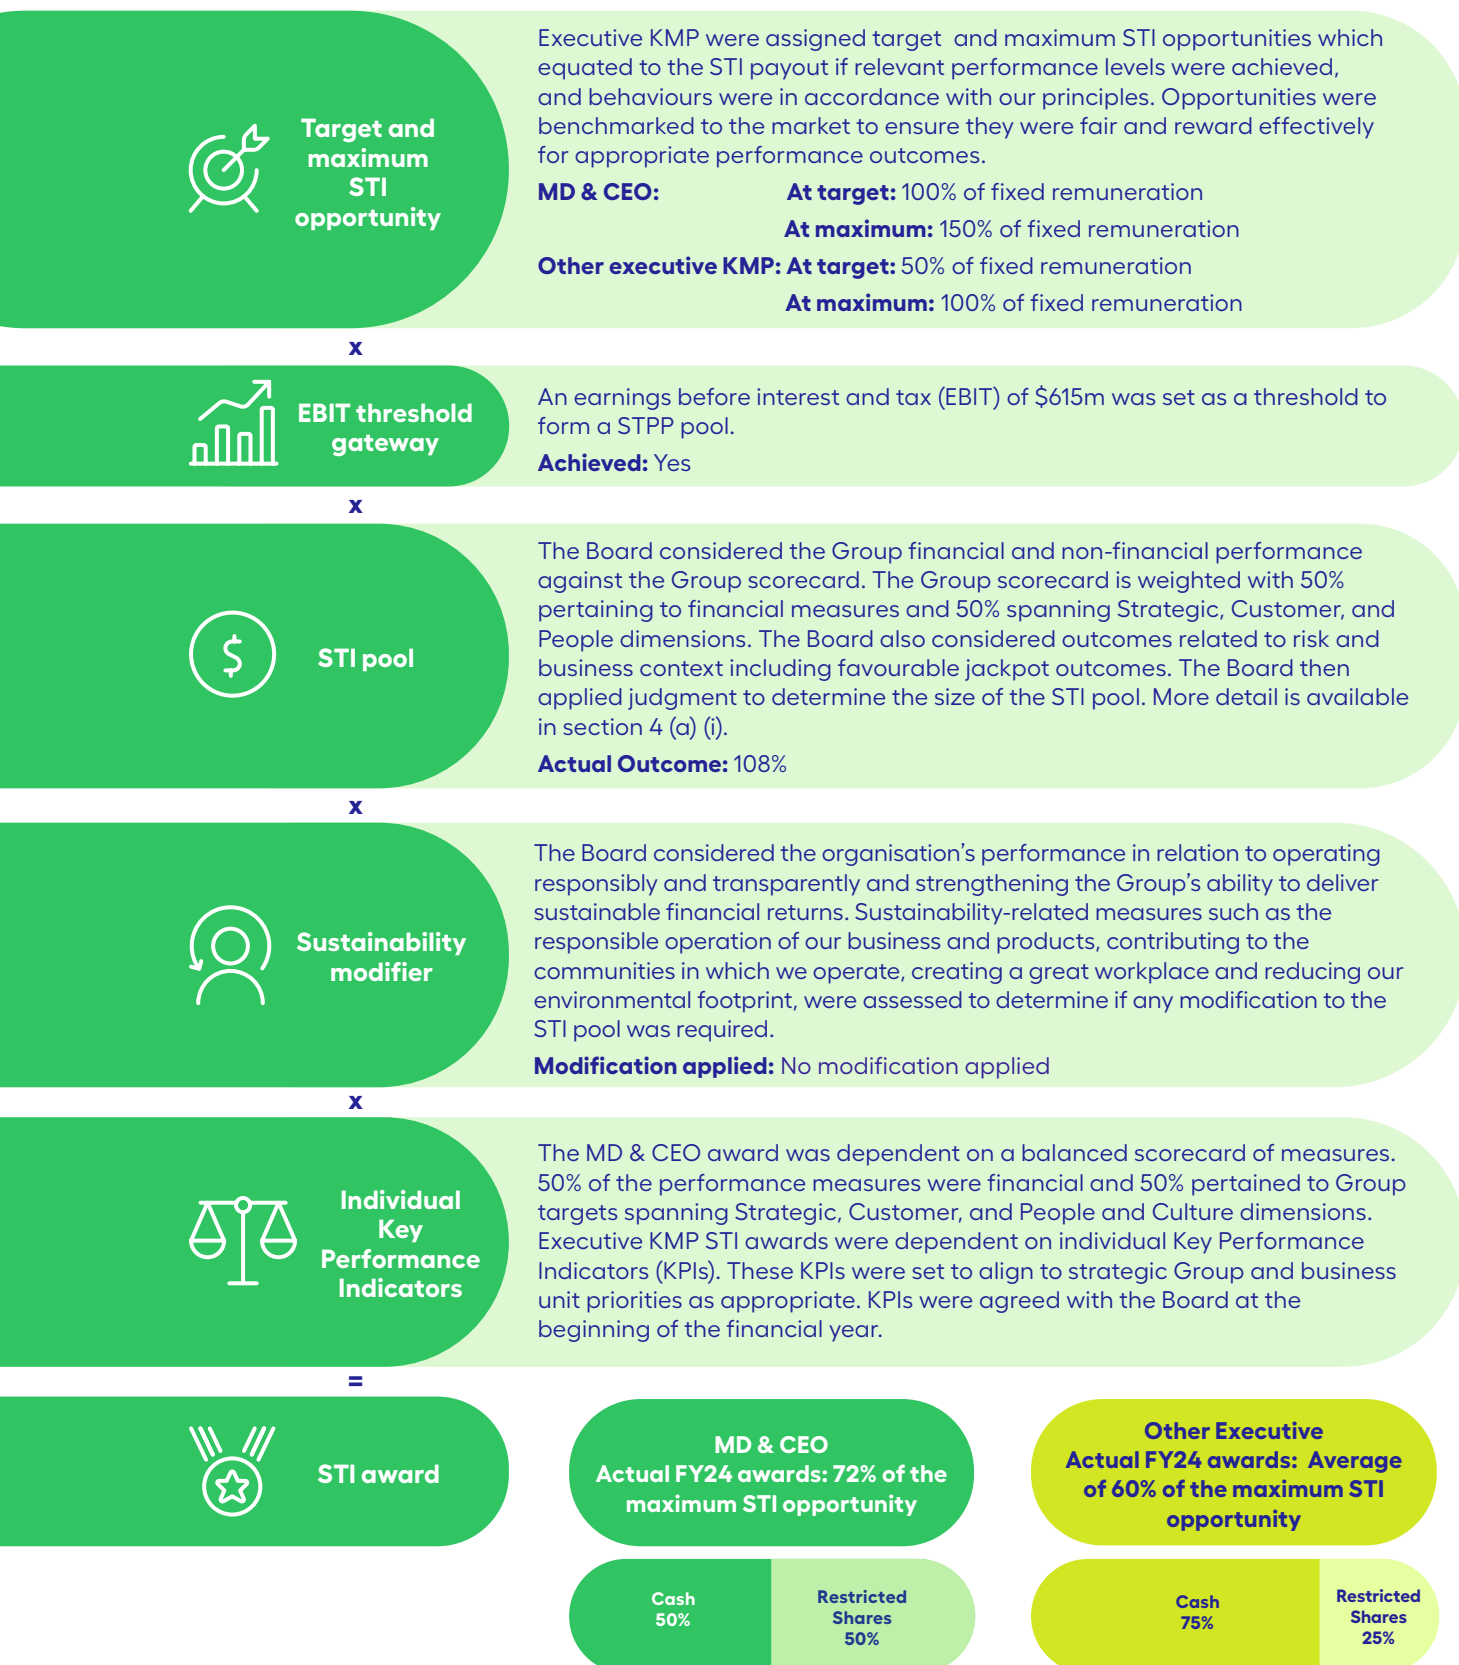 Target and
maximum
STI
opportunity
Executive KMP were assigned target and maximum STI opportunities which
equated to the STI payout if relevant performance levels were achieved,
and behaviours were in accordance with our principles. Opportunities were
benchmarked to the market to ensure they were fair and reward effectively
for appropriate performance outcomes.
MD & CEO: At target: 100% of fixed remuneration
At maximum: 150% of fixed remuneration
Other executive KMP: At target: 50% of fixed remuneration
At maximum: 100% of fixed remuneration
x
EBIT threshold
gateway
An earnings before interest and tax (EBIT) of $615m was set as a threshold to
form a STPP pool.
Achieved: Yes
x
$
STI pool
The Board considered the Group financial and non-financial performance
against the Group scorecard. The Group scorecard is weighted with 50%
pertaining to financial measures and 50% spanning Strategic, Customer, and
People dimensions. The Board also considered outcomes related to risk and
business context including favourable jackpot outcomes. The Board then
applied judgment to determine the size of the STI pool. More detail is available
in section 4 (a) (i).
Actual Outcome: 108%
x
Sustainability
modifier
The Board considered the organisation’s performance in relation to operating
responsibly and transparently and strengthening the Group’s ability to deliver
sustainable financial returns. Sustainability-related measures such as the
responsible operation of our business and products, contributing to the
communities in which we operate, creating a great workplace and reducing our
environmental footprint, were assessed to determine if any modification to the
STI pool was required.
Modification applied: No modification applied
x
Individual
Key
Performance
Indicators
The MD & CEO award was dependent on a balanced scorecard of measures.
50% of the performance measures were financial and 50% pertained to Group
targets spanning Strategic, Customer, and People and Culture dimensions.
Executive KMP STI awards were dependent on individual Key Performance
Indicators (KPIs). These KPIs were set to align to strategic Group and business
unit priorities as appropriate. KPIs were agreed with the Board at the
beginning of the financial year.
=
STI award
MD & CEO
Actual FY24 awards: 72% of the
maximum STI opportunity
Other Executive
Actual FY24 awards: Average
of 60% of the maximum STI
opportunity
Cash
50%
Restricted
Shares
50%
Cash
75%
Restricted
Shares
25%